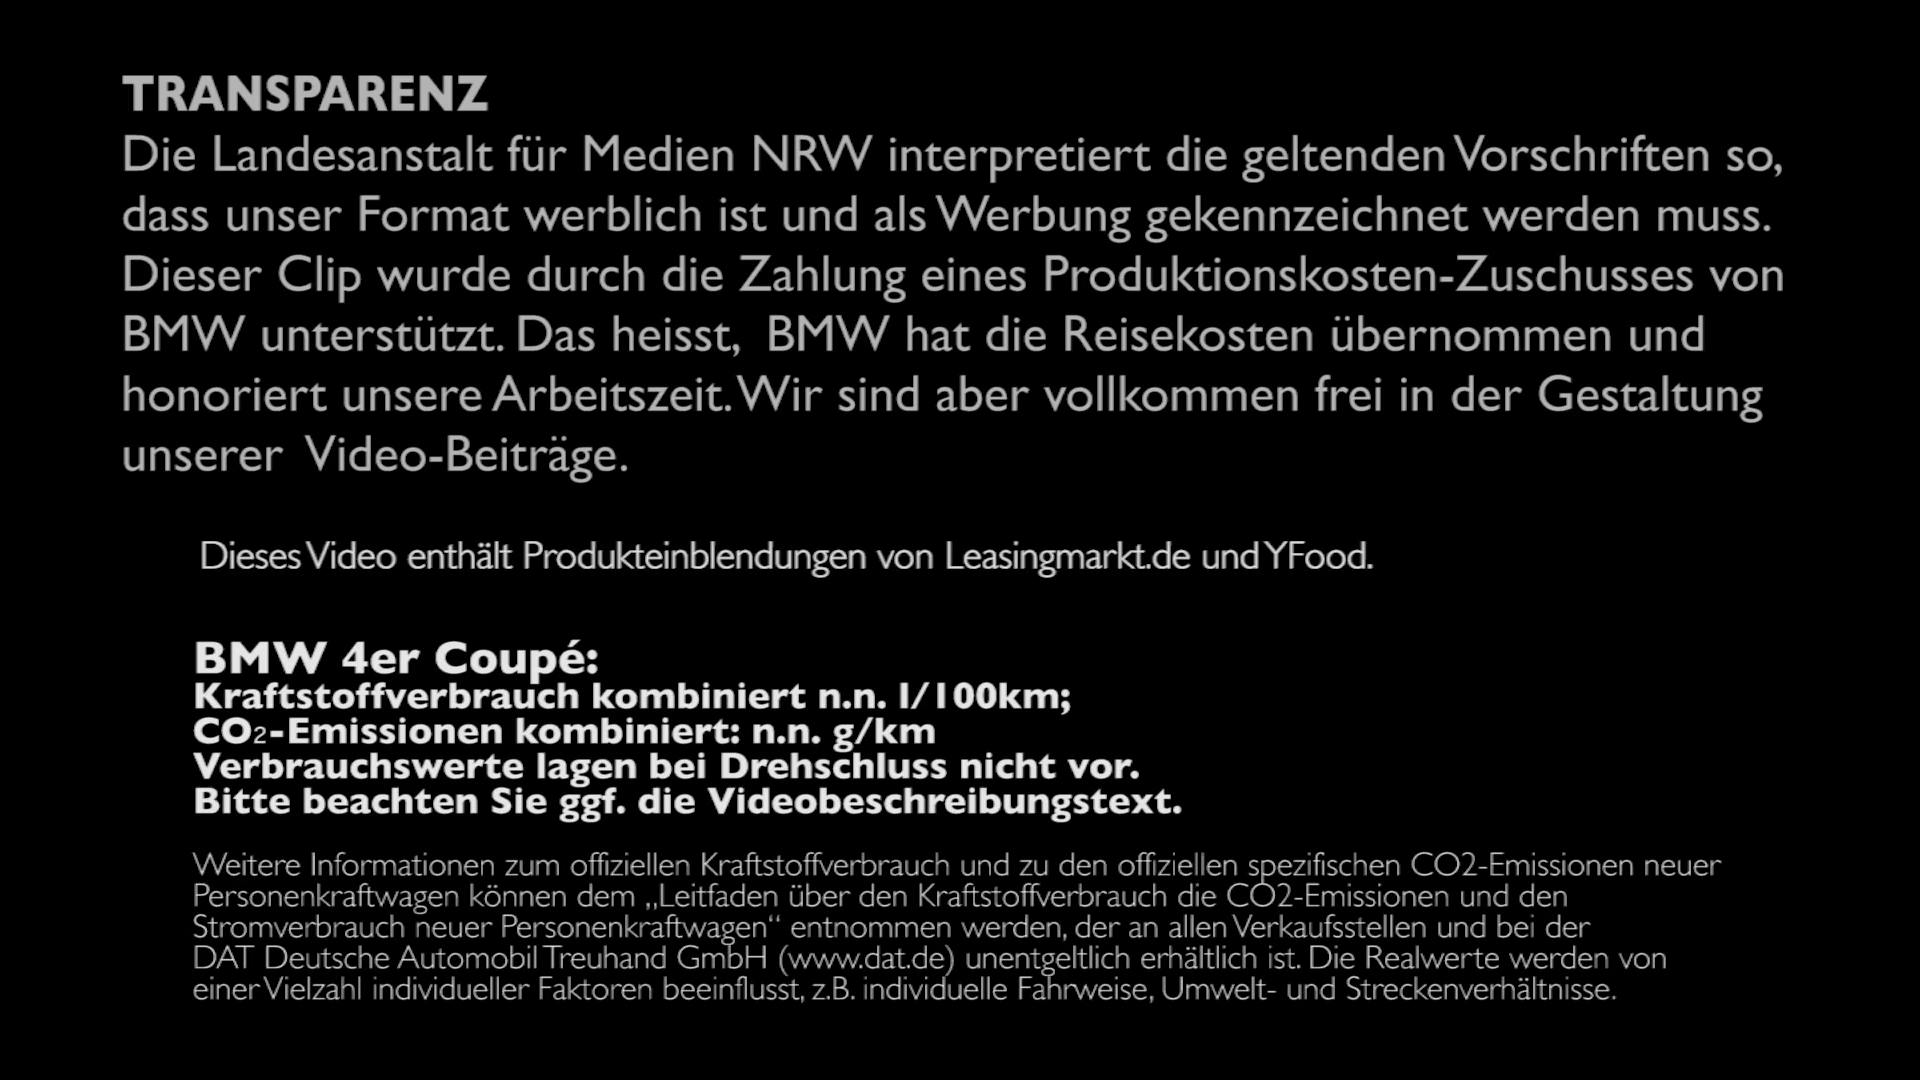 TRANSPARENZ
Die Landesanstalt für Medien NRW interpretiert die geltenden Vorschriften so,
dass unser Format werblich ist und als Werbung gekennzeichnet werden muss.
Dieser Clip wurde durch die Zahlung eines Produktionskosten-Zuschusses von
BMW unterstützt. Das heisst, BMW hat die Reisekosten übernommen und
honoriert unsere Arbeitszeit. Wir sind aber vollkommen frei in der Gestaltung
unserer Video-Beiträge.
Dieses Video enthält Produkteinblendungen von Leasingmarkt.de und YFood.
BMW 4er Coupé:
Kraftstoffverbrauch kombiniert n.n. l/100km;
CO2-Emissionen kombiniert: n.n. g/km
Verbrauchswerte lagen bei Drehschluss nicht vor.
Bitte beachten Sie ggf. die Videobeschreibungstext.
Weitere Informationen zum offiziellen Kraftstoffverbrauch und zu den offiziellen spezifischen CO2-Emissionen neuer
Personenkraftwagen können dem „Leitfaden über den Kraftstoffverbrauch die CO2-Emissionen und den
Stromverbrauch neuer Personenkraftwagen“ entnommen werden, der an allen Verkaufsstellen und bei der
DAT Deutsche Automobil Treuhand GmbH (www.dat.de) unentgeltlich erhältlich ist. Die Realwerte werden von
einer Vielzahl individueller Faktoren beeinflusst, z.B. individuelle Fahrweise, Umwelt- und Streckenverhältnisse.